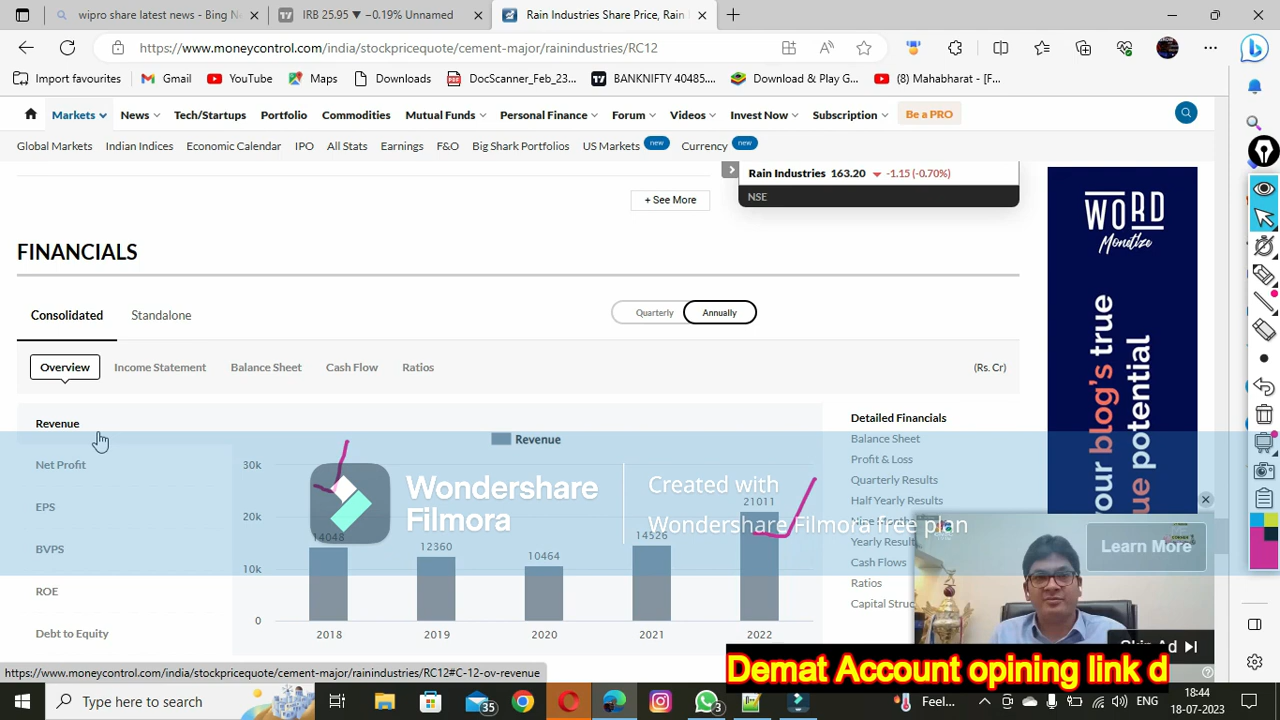 wipro share latest news - Bing N
IRB 25.95 ▼ −0.19% Unnamed
Rain Industries Share Price, Rain I
https://www.moneycontrol.com/india/stockpricequote/cement-major/rainindustries/RC12
Import favourites
Gmail
YouTube
Maps
Downloads
DocScanner_Feb_23...
BANKNIFTY 40485....
Download & Play G...
(8) Mahabharat - [F...
Markets
News
Tech/Startups
Portfolio
Commodities
Mutual Funds
Personal Finance
Forum
Videos
Invest Now
Subscription
Be a PRO
Global Markets
Indian Indices
Economic Calendar
IPO
All Stats
Earnings
F&O
Big Shark Portfolios
US Markets new
Currency new
Rain Industries 163.20 ▼ -1.15 (-0.70%)
NSE
+ See More
WORD
Monetize
FINANCIALS
Consolidated
Standalone
Quarterly
Annually
Overview
Income Statement
Balance Sheet
Cash Flow
Ratios
(Rs. Cr)
your blog's true
true potential
Revenue
Net Profit
EPS
BVPS
ROE
Debt to Equity
Revenue
30k
20k
10k
0
14048
12360
10464
14526
21011
2018
2019
2020
2021
2022
Wondershare
Filmora
Created with
Wondershare Filmora free plan
Detailed Financials
Balance Sheet
Profit & Loss
Quarterly Results
Half Yearly Results
Yearly Resul
Cash Flows
Ratios
Capital Struc
Learn More
Skip Ad
Demat Account opining link d
https://www.moneycontrol.com/india/stockpricequote/cement-major/rainindustries/RC12#C-12-ov-revenue
Type here to search
35
3
Feel...
ENG
18:44
18-07-2023